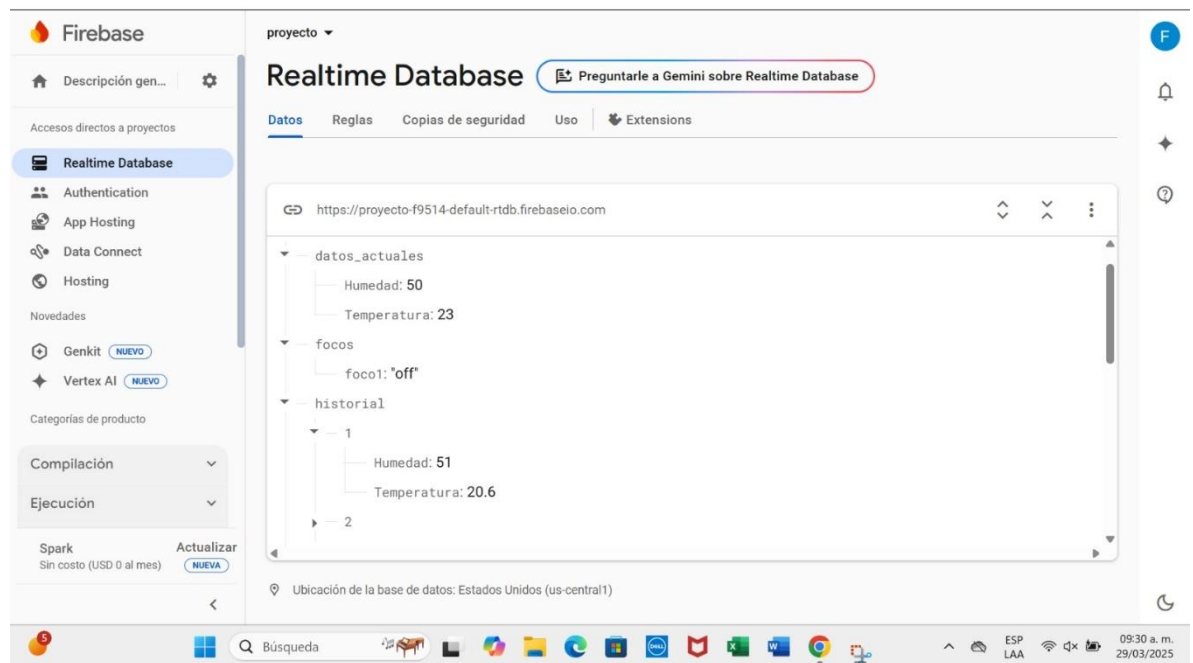 Firebase
Descripción gen...
Accesos directos a proyectos
Realtime Database
Authentication
App Hosting
Data Connect
Hosting
Novedades
Genkit NUEVO
Vertex AI NUEVO
Categorías de producto
Compilación
Ejecución
Spark Actualizar
Sin costo (USD 0 al mes) NUEVA
proyecto
Realtime Database Preguntarle a Gemini sobre Realtime Database
Datos Reglas Copias de seguridad Uso Extensions
https://proyecto-f9514-default-rtdb.firebaseio.com
datos_actuales
Humedad: 50
Temperatura: 23
focos
foco1: "off"
historial
1
Humedad: 51
Temperatura: 20.6
2
Ubicación de la base de datos: Estados Unidos (us-central1)
F
5
Búsqueda
DELL
ESP
LAA
09:30 a. m.
29/03/2025